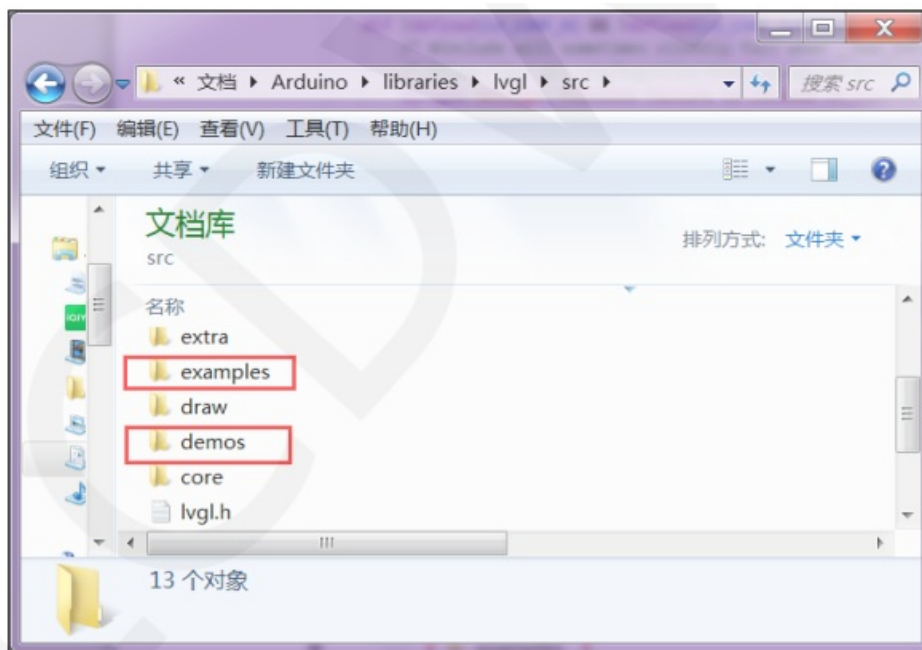 « 文档 ▸ Arduino ▸ libraries ▸ lvgl ▸ src ▸ 搜索 src
文件(F) 编辑(E) 查看(V) 工具(T) 帮助(H)
组织 共享 新建文件夹
文档库
src
排列方式: 文件夹
名称
extra
examples
draw
demos
core
lvgl.h
13 个对象